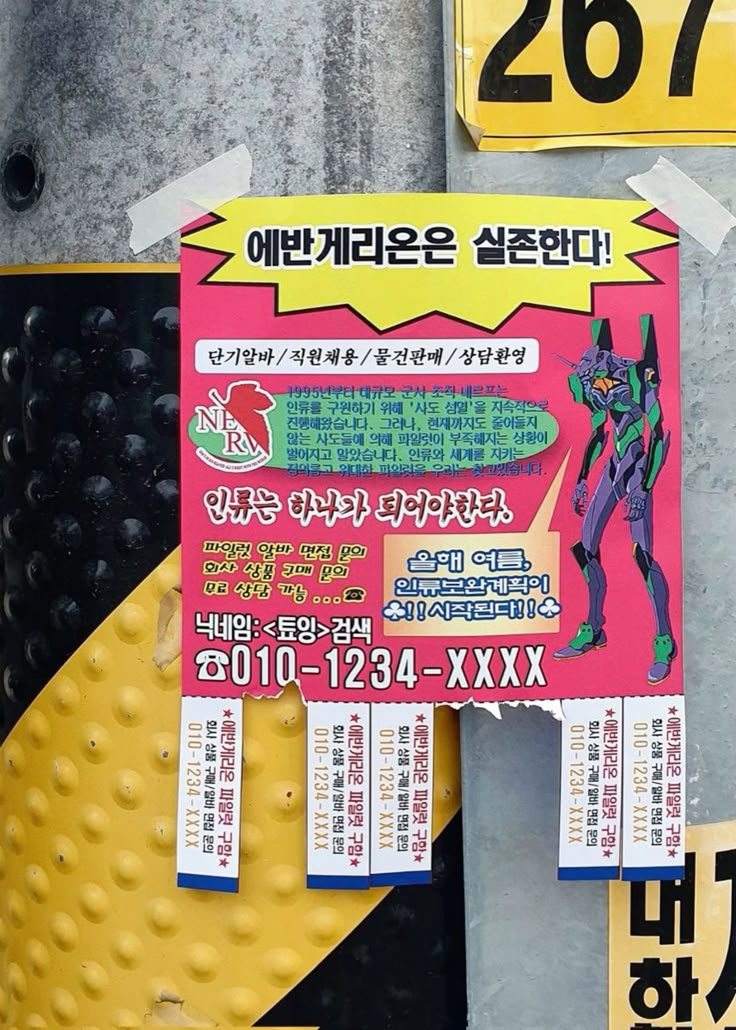 267
에반게리온은 실존한다!
단기알바/직원채용/물건판매/상담환영
NERV
1995년부터 대규모 군사 조직 네르프는
인류를 구원하기 위해 '사도 섬멸'을 지속적으로
진행해왔습니다. 그러나, 현재까지도 줄어들지
않는 사도들에 의해 파일럿이 부족해지는 상황이
벌어지고 말았습니다. 인류와 세계를 지키는
정의롭고 위대한 파일럿을 우리는 찾고있습니다.
인류는 하나가 되어야한다.
파일럿 알바 면접 문의
회사 상품 구매 문의
무료 상담 가능...☎
올해 여름,
인류보완계획이
♣!!시작된다!!♣
닉네임:<툐잉>검색
☎010-1234-XXXX
★에반게리온 파일럿 구함★
회사 상품 구매/알바 면접 문의
010-1234-XXXX
★에반게리온 파일럿 구함★
회사 상품 구매/알바 면접 문의
010-1234-XXXX
★에반게리온 파일럿 구함★
회사 상품 구매/알바 면접 문의
010-1234-XXXX
★에반게리온 파일럿 구함★
회사 상품 구매/알바 면접 문의
010-1234-XXXX
★에반게리온 파일럿 구함★
회사 상품 구매/알바 면접 문의
010-1234-XXXX
대
하